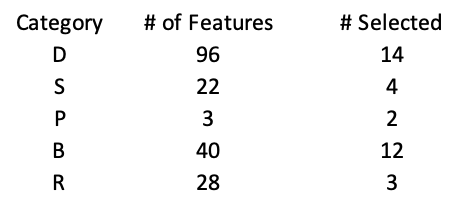 Category # of Features # Selected
D 96 14
S 22 4
P 3 2
B 40 12
R 28 3